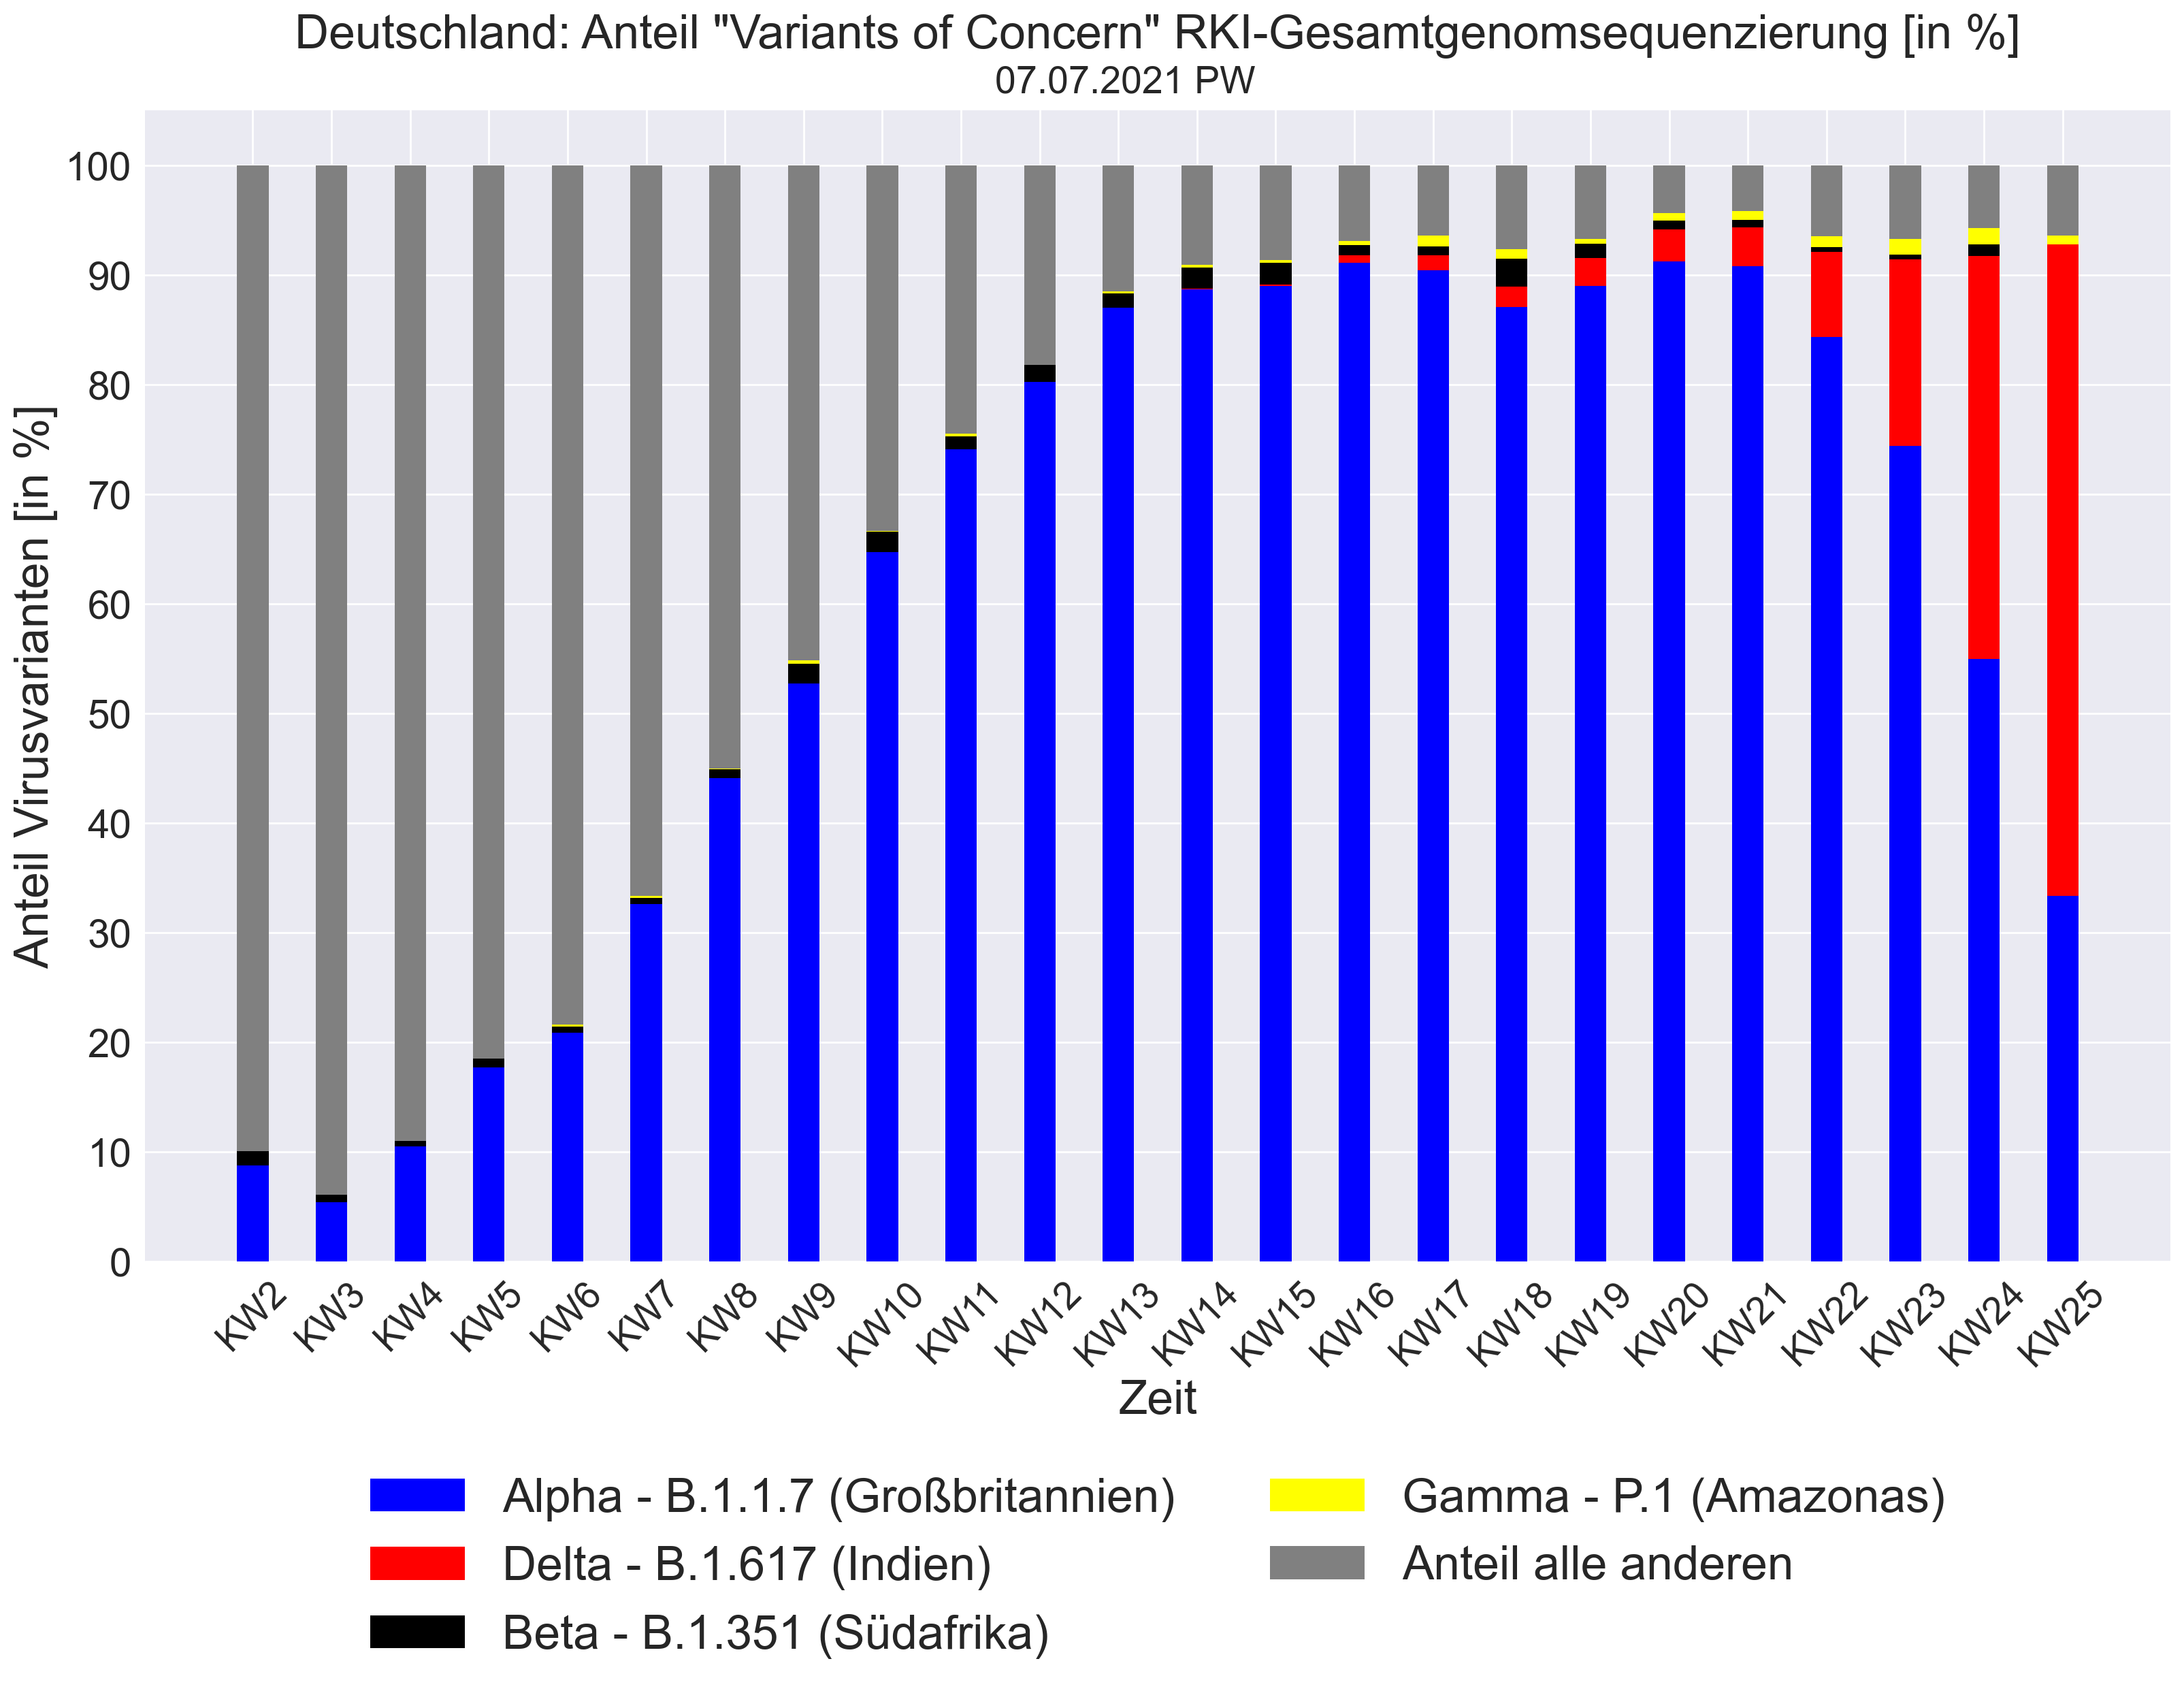 Deutschland: Anteil "Variants of Concern" RKI-Gesamtgenomsequenzierung [in %]
07.07.2021 PW
Anteil Virusvarianten [in %]
100
90
80
70
60
50
40
30
20
10
0
KW2
KW3
KW4
KW5
KW6
KW7
KW8
KW9
KW10
KW11
KW12
KW13
KW14
KW15
KW16
KW17
KW18
KW19
KW20
KW21
KW22
KW23
KW24
KW25
Zeit
Alpha - B.1.1.7 (Großbritannien)
Delta - B.1.617 (Indien)
Beta - B.1.351 (Südafrika)
Gamma - P.1 (Amazonas)
Anteil alle anderen